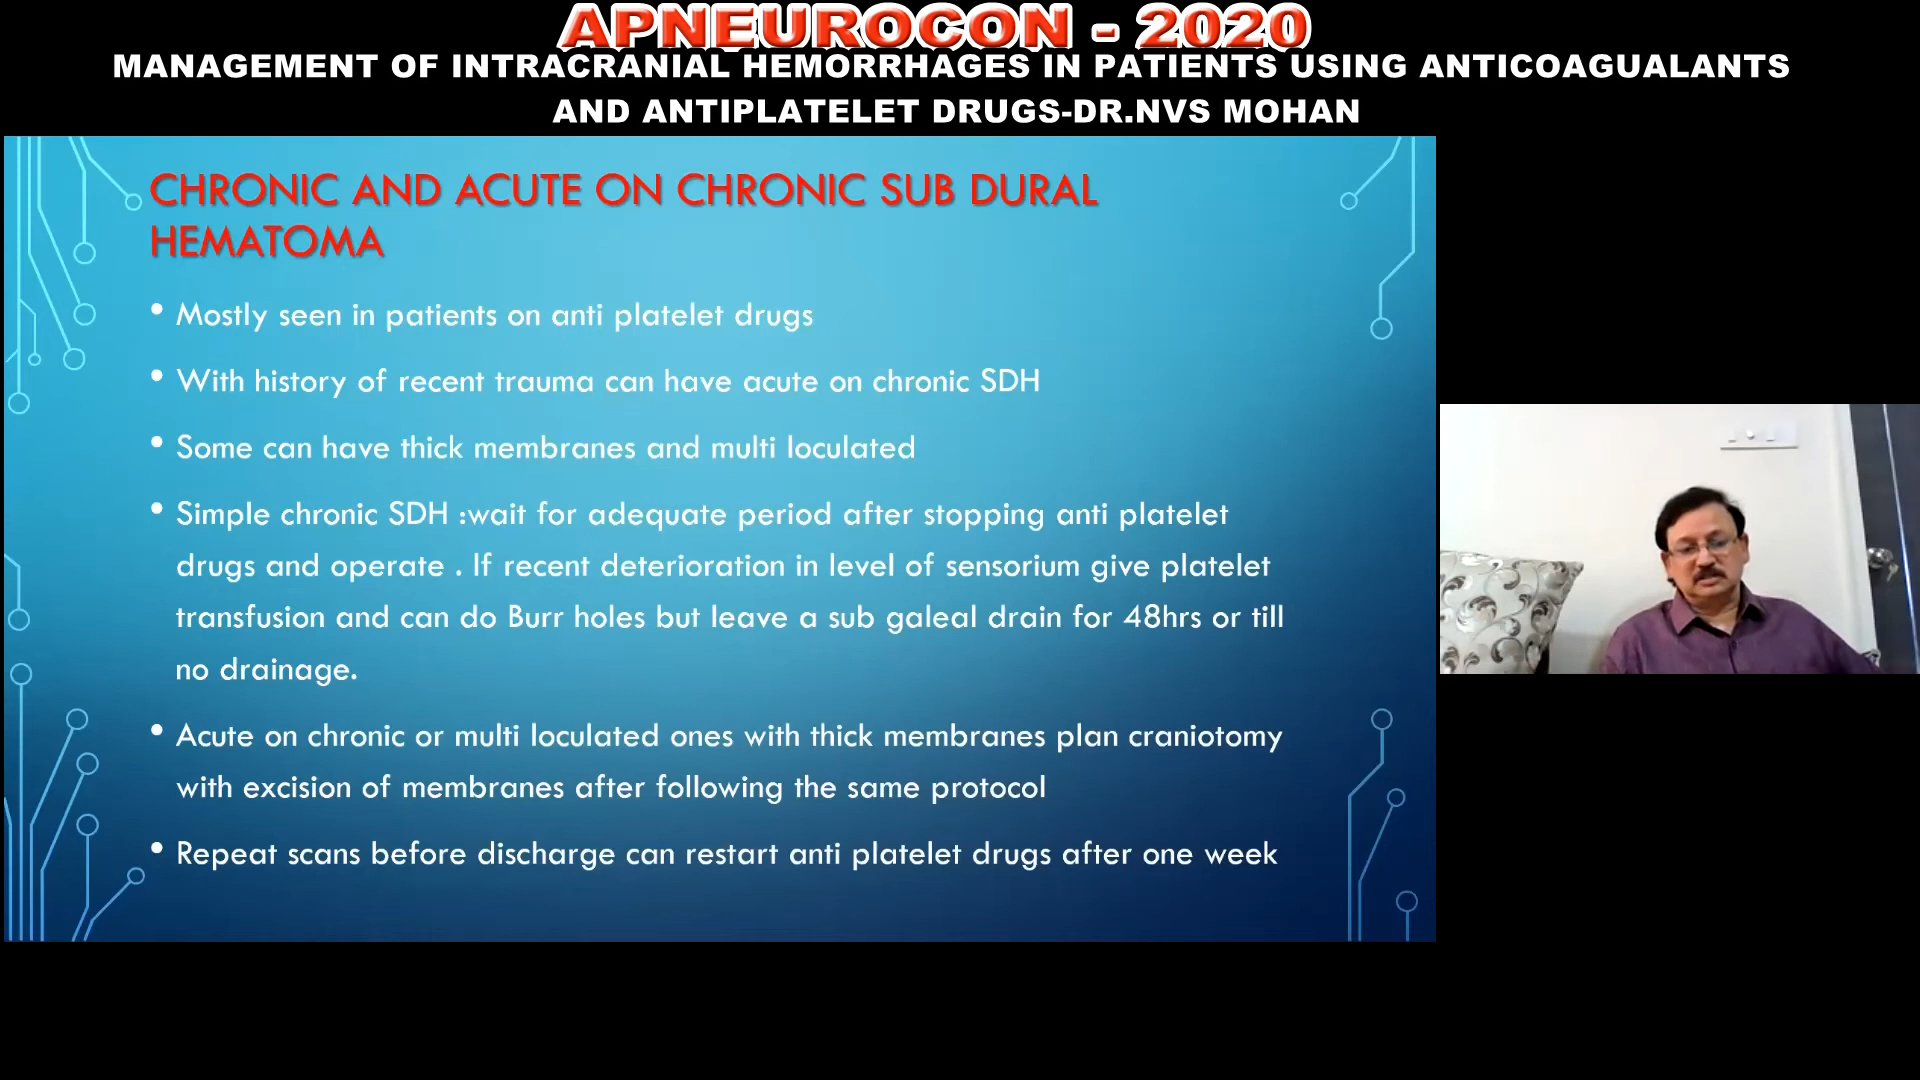 APNEUROCON - 2020
MANAGEMENT OF INTRACRANIAL HEMORRHAGES IN PATIENTS USING ANTICOAGUALANTS
AND ANTIPLATELET DRUGS-DR.NVS MOHAN
CHRONIC AND ACUTE ON CHRONIC SUB DURAL
HEMATOMA
• Mostly seen in patients on anti platelet drugs
• With history of recent trauma can have acute on chronic SDH
• Some can have thick membranes and multi loculated
• Simple chronic SDH :wait for adequate period after stopping anti platelet
drugs and operate . If recent deterioration in level of sensorium give platelet
transfusion and can do Burr holes but leave a sub galeal drain for 48hrs or till
no drainage.
• Acute on chronic or multi loculated ones with thick membranes plan craniotomy
with excision of membranes after following the same protocol
• Repeat scans before discharge can restart anti platelet drugs after one week